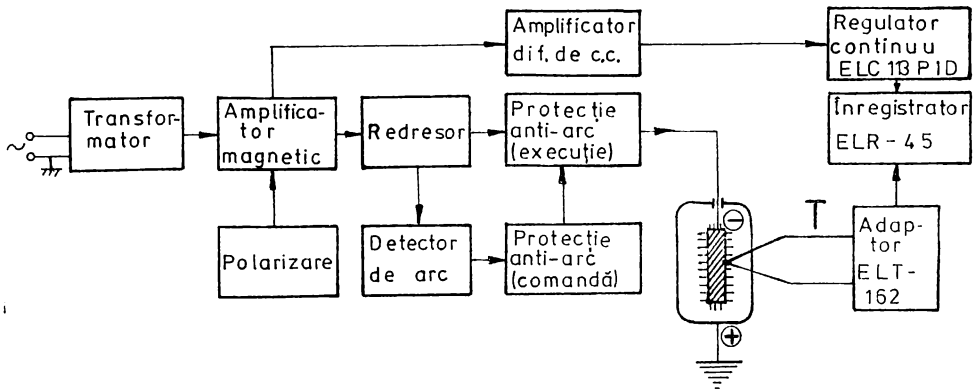 Amplificator
dif. de c.c.
Regulator
continuu
ELC 113 PID
Transfor-
mator
Amplifica-
tor
magnetic
Redresor
Protecție
anti-arc
(execuție)
Înregistrator
ELR-45
~
Polarizare
Detector
de arc
Protecție
anti-arc
(comandă)
−
T
Adap-
tor
ELT-
162
+